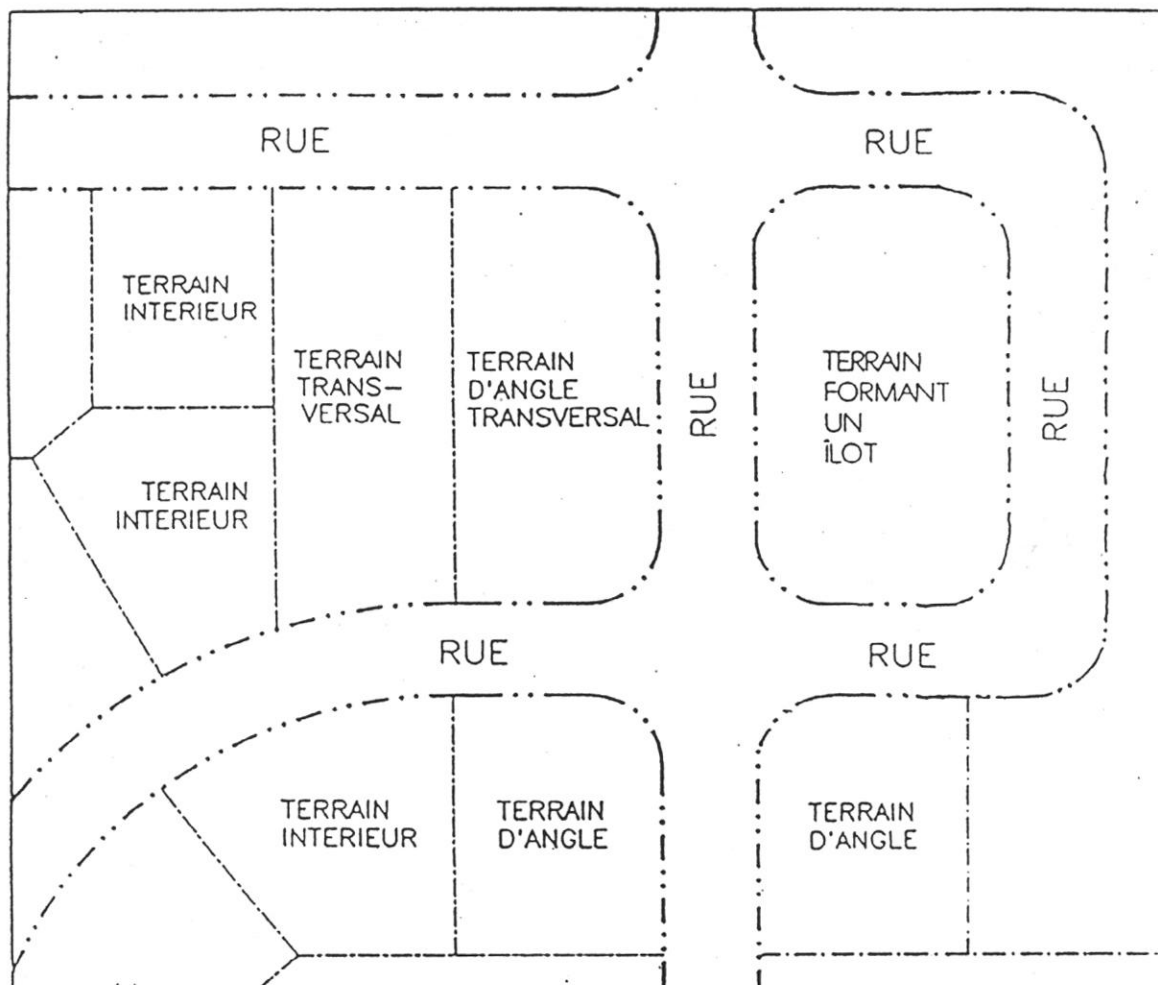 RUE
RUE
TERRAIN
INTERIEUR
TERRAIN
TRANS-
VERSAL
TERRAIN
D'ANGLE
TRANSVERSAL
RUE
TERRAIN
FORMANT
UN
ÎLOT
RUE
TERRAIN
INTERIEUR
RUE
RUE
TERRAIN
INTERIEUR
TERRAIN
D'ANGLE
TERRAIN
D'ANGLE